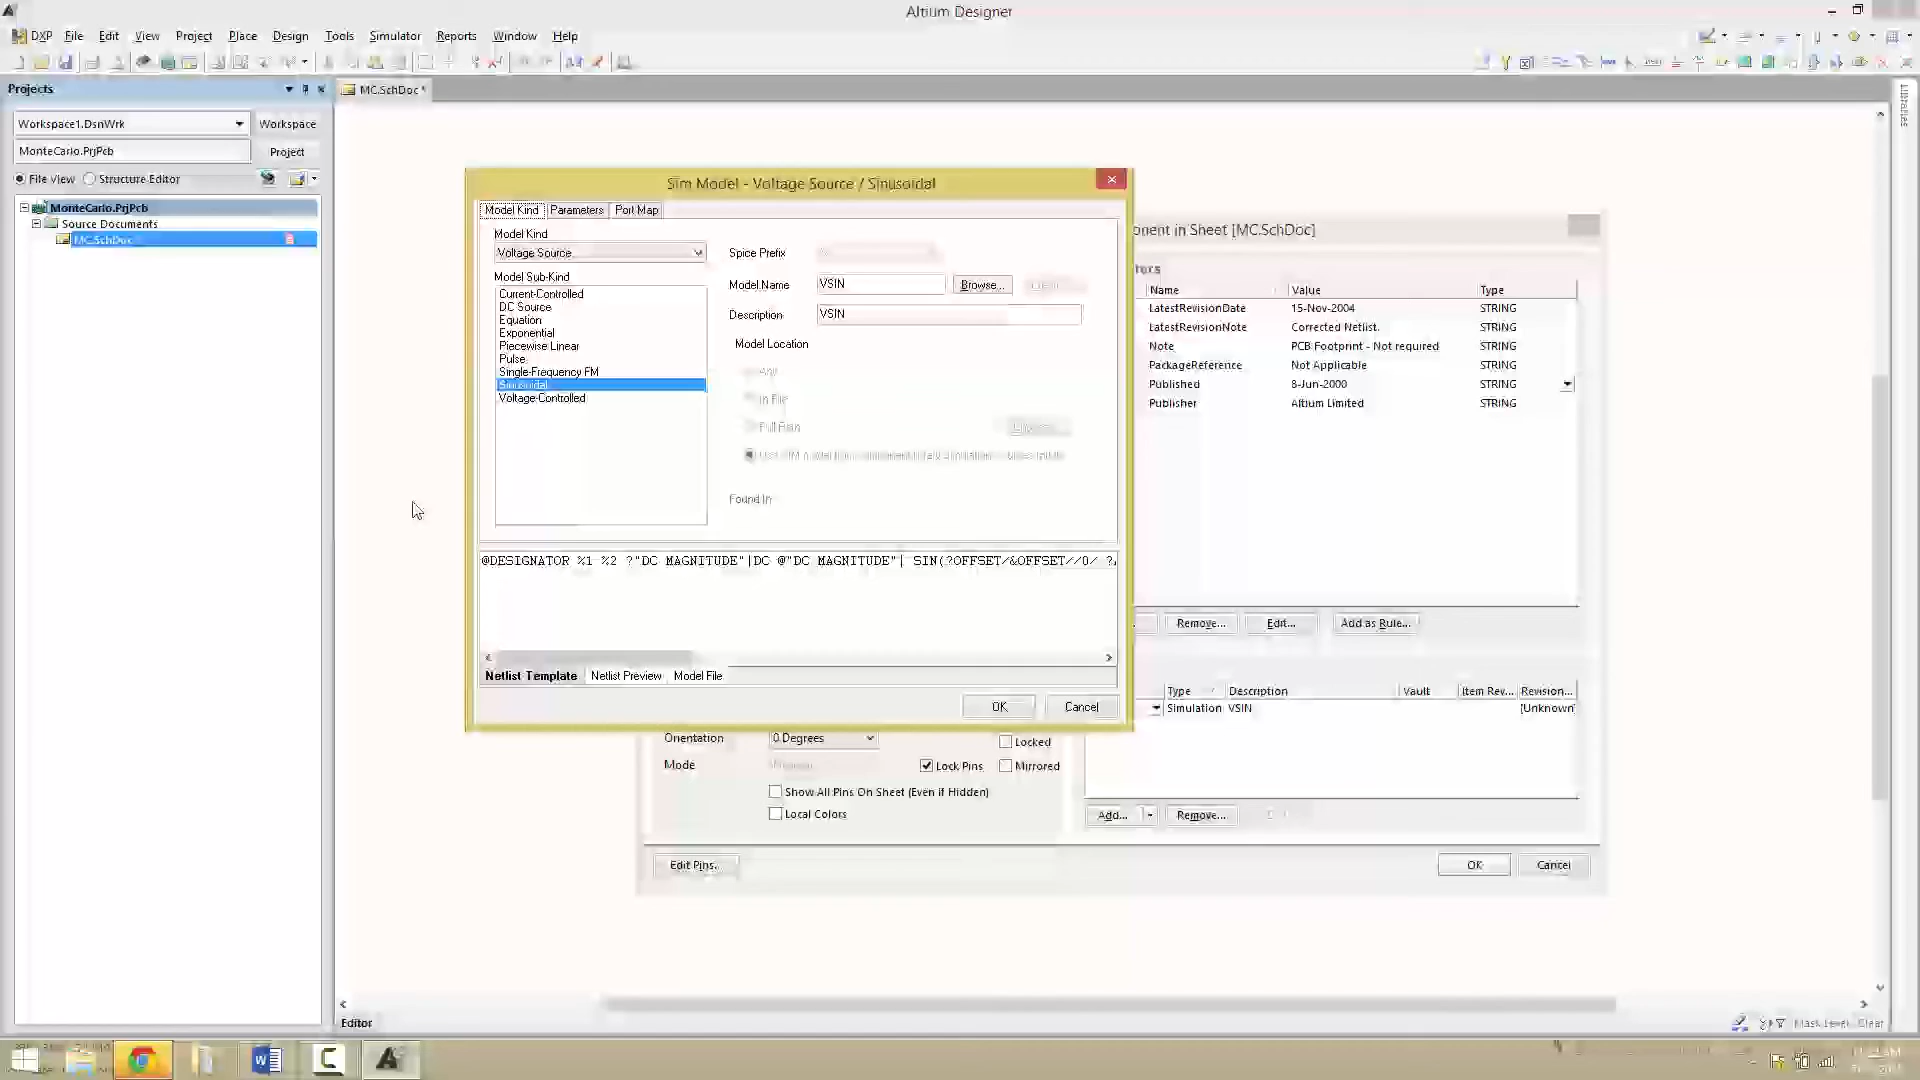 Altium Designer
DXP File Edit View Project Place Design Tools Simulator Reports Window Help
Projects
MC.SchDoc *
Libraries
Workspace1.DsnWrk
Workspace
MonteCarlo.PrjPcb
Project
File View
Structure Editor
MonteCarlo.PrjPcb
Source Documents
MC.SchDoc
Sim Model - Voltage Source / Sinusoidal
Model Kind
Parameters
Port Map
Model Kind
Voltage Source
Model Sub-Kind
Current-Controlled
DC Source
Equation
Exponential
Piecewise Linear
Pulse
Single-Frequency FM
Sinusoidal
Voltage-Controlled
Spice Prefix
Model Name
VSIN
Browse...
Description
VSIN
Model Location
Any
In File
Full Path
Found In
@DESIGNATOR %1 %2 ?"DC MAGNITUDE"|DC @"DC MAGNITUDE"| SIN(?OFFSET/&OFFSET//0/ ?
Netlist Template
Netlist Preview
Model File
OK
Cancel
onent in Sheet [MC.SchDoc]
Name Value Type
LatestRevisionDate 15-Nov-2004 STRING
LatestRevisionNote Corrected Netlist. STRING
Note PCB Footprint - Not required STRING
PackageReference Not Applicable STRING
Published 8-Jun-2000 STRING
Publisher Altium Limited STRING
Remove...
Edit...
Add as Rule...
Type Description Vault Item Rev... Revision...
Simulation VSIN [Unknown]
Orientation
0 Degrees
Locked
Mode
Lock Pins
Mirrored
Show All Pins On Sheet (Even if Hidden)
Local Colors
Add...
Remove...
Edit Pins...
OK
Cancel
Editor
Mask Level Clear